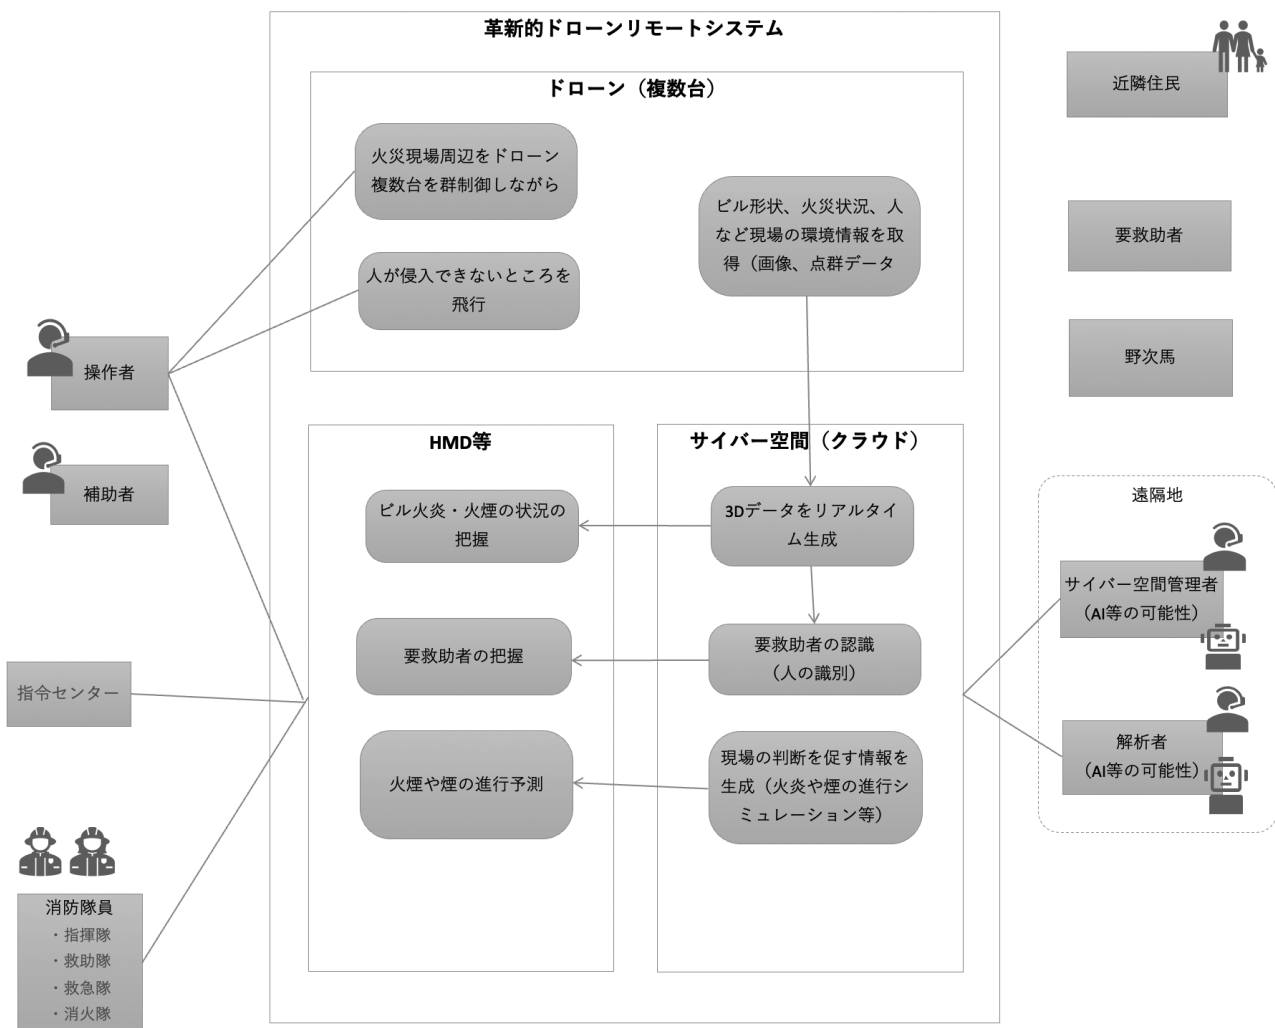 革新的ドローンリモートシステム
ドローン（複数台）
火災現場周辺をドローン
複数台を群制御しながら
人が侵入できないところを
飛行
ビル形状、火災状況、人
など現場の環境情報を取
得（画像、点群データ
近隣住民
要救助者
野次馬
操作者
補助者
指令センター
消防隊員
・指揮隊
・救助隊
・救急隊
・消火隊
HMD等
ビル火炎・火煙の状況の
把握
要救助者の把握
火煙や煙の進行予測
サイバー空間（クラウド）
3Dデータをリアルタイ
ム生成
要救助者の認識
（人の識別）
現場の判断を促す情報を
生成（火炎や煙の進行シ
ミュレーション等）
遠隔地
サイバー空間管理者
（AI等の可能性）
解析者
（AI等の可能性）